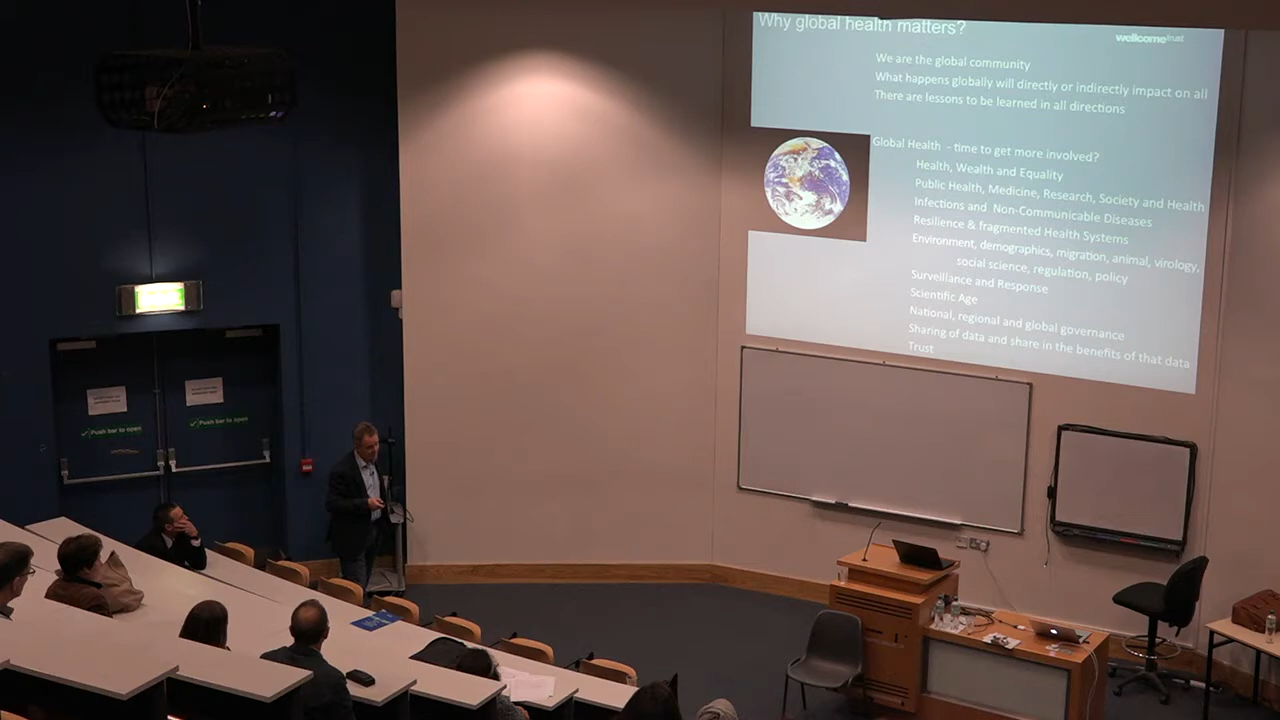 Why global health matters?
wellcometrust
We are the global community
What happens globally will directly or indirectly impact on all
There are lessons to be learned in all directions
Global Health - time to get more involved?
Health, Wealth and Equality
Public Health, Medicine, Research, Society and Health
Infections and Non-Communicable Diseases
Resilience & fragmented Health Systems
Environment, demographics, migration, animal, virology,
social science, regulation, policy
Surveillance and Response
Scientific Age
National, regional and global governance
Sharing of data and share in the benefits of that data
Trust
Push bar to open
Push bar to open